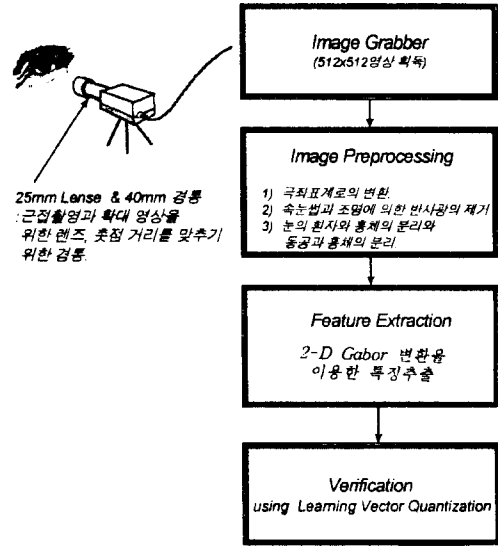 Image Grabber
(512x512영상 획득)
Image Preprocessing
1) 극좌표계로의 변환.
2) 속눈썹과 조명에 의한 반사광의 제거
3) 눈의 흰자와 홍체의 분리와
동공과 홍체의 분리.
25mm Lense & 40mm 경통
:근접촬영과 확대 영상을
위한 렌즈, 촛점 거리를 맞추기
위한 경통.
Feature Extraction
2-D Gabor 변환을
이용한 특징추출
Verification
using Learning Vector Quantization